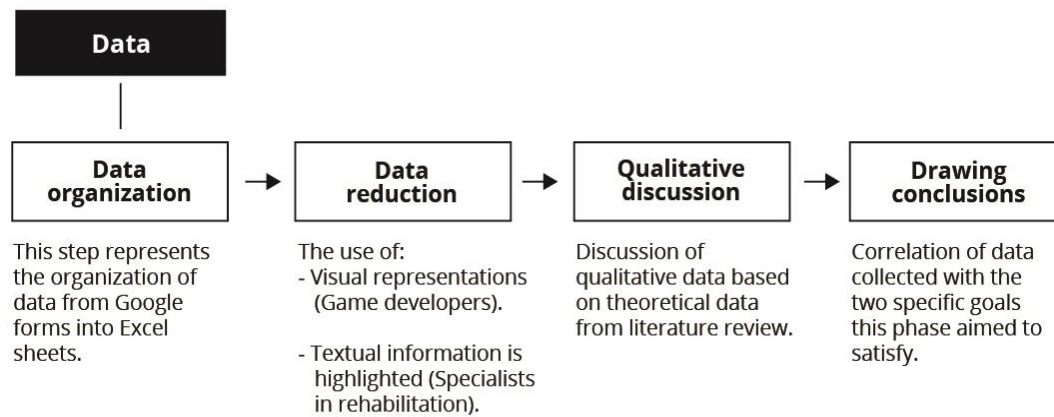 Data
Data
organization
This step represents
the organization of
data from Google
forms into Excel
sheets.
Data
reduction
The use of:
- Visual representations
(Game developers).
- Textual information is
highlighted (Specialists
in rehabilitation).
Qualitative
discussion
Discussion of
qualitative data based
on theoretical data
from literature review.
Drawing
conclusions
Correlation of data
collected with the
two specific goals
this phase aimed to
satisfy.